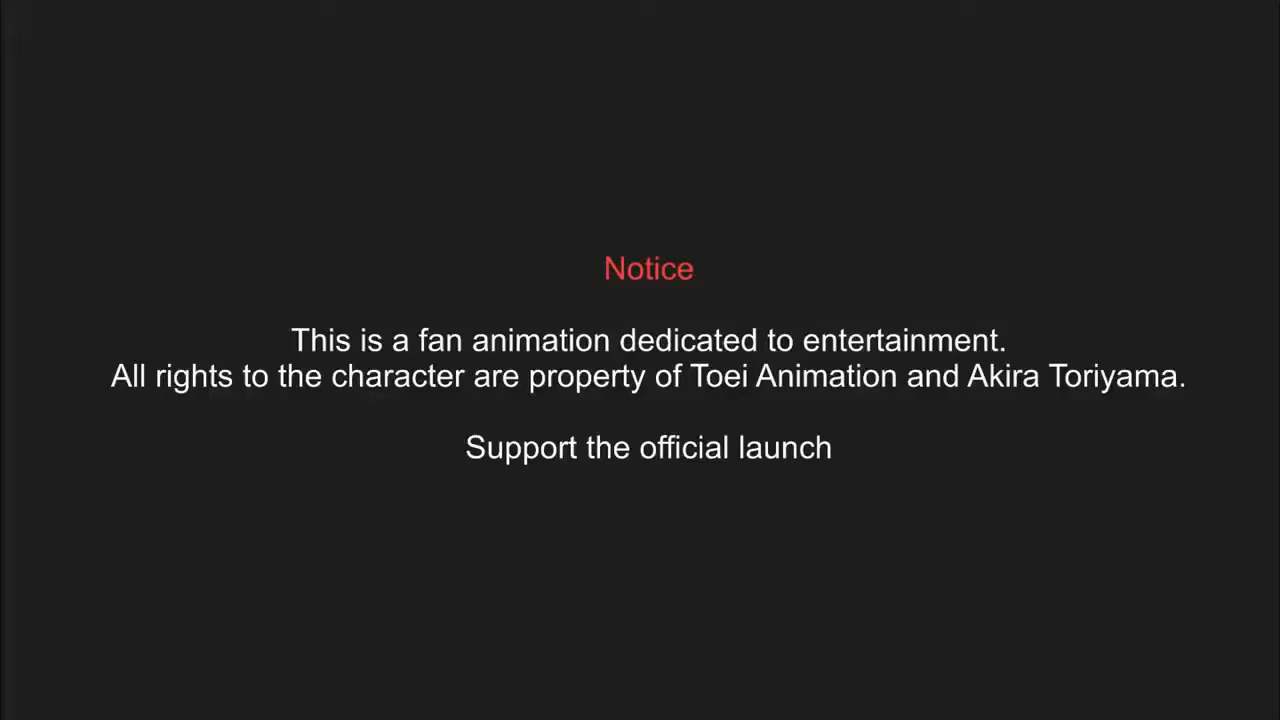 Notice
This is a fan animation dedicated to entertainment.
All rights to the character are property of Toei Animation and Akira Toriyama.
Support the official launch